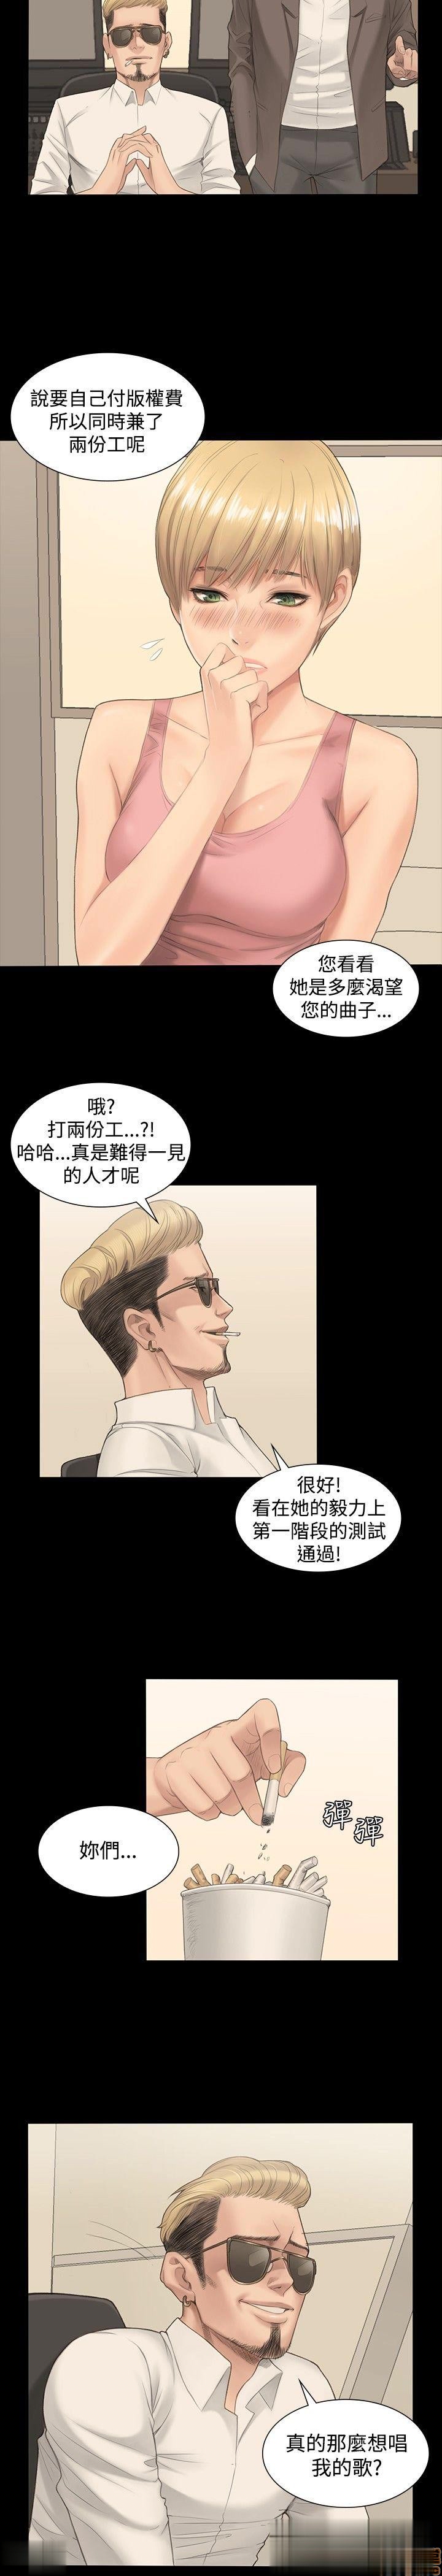 說要自己付版權費
所以同時兼了
兩份工呢
您看看
她是多麼渴望
您的曲子...
哦?
打兩份工...?!
哈哈...真是難得一見
的人才呢
很好!
看在她的毅力上
第一階段的測試
通過!
妳們...
彈
彈
真的那麼想唱
我的歌?